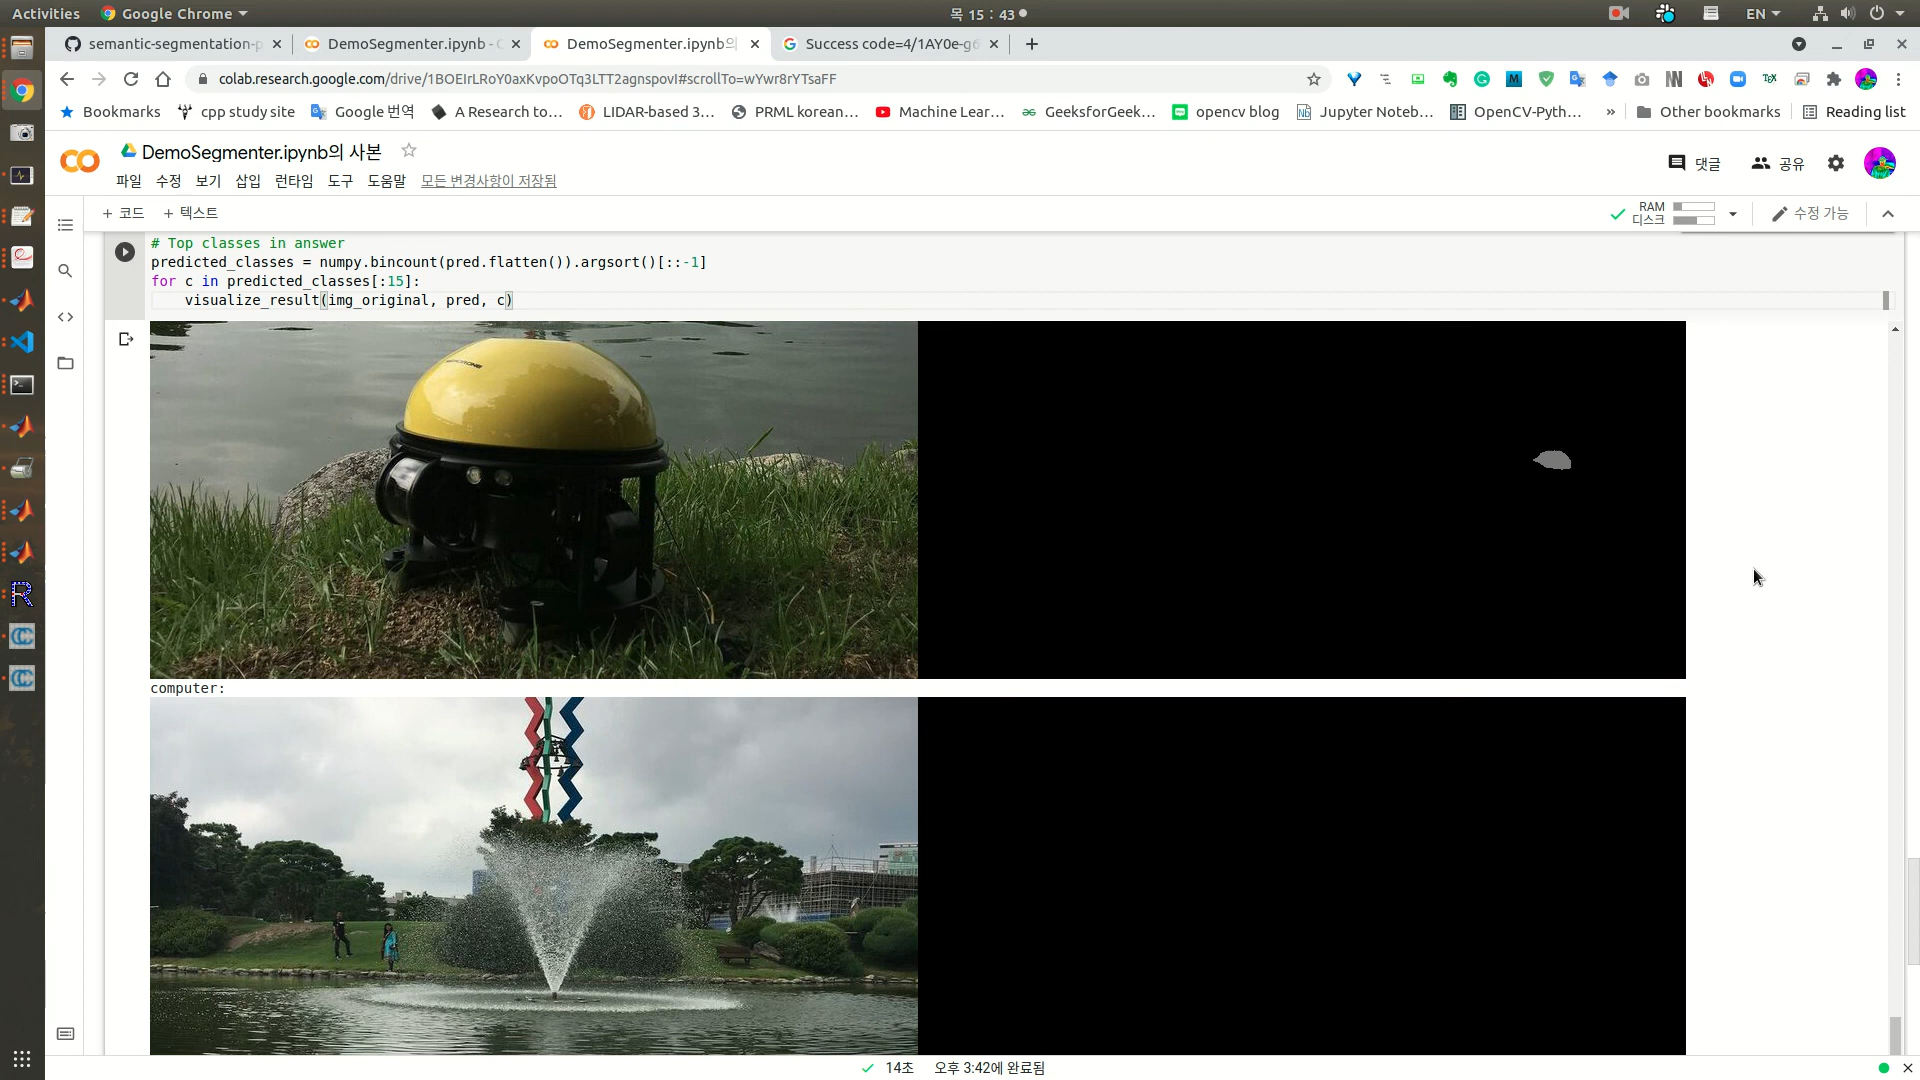 Activities
Google Chrome
목 15 : 43
EN
semantic-segmentation-p
DemoSegmenter.ipynb - C
DemoSegmenter.ipynb의
Success code=4/1AY0e-g6
colab.research.google.com/drive/1BOEIrLRoY0axKvpoOTq3LTT2agnspovI#scrollTo=wYwr8rYTsaFF
Bookmarks
cpp study site
Google 번역
A Research to…
LIDAR-based 3…
PRML korean…
Machine Lear…
GeeksforGeek…
opencv blog
Jupyter Noteb…
OpenCV-Pyth…
»
Other bookmarks
Reading list
DemoSegmenter.ipynb의 사본
댓글
공유
파일 수정 보기 삽입 런타임 도구 도움말 모든 변경사항이 저장됨
+ 코드 + 텍스트
RAM
디스크
수정 가능
# Top classes in answer
predicted_classes = numpy.bincount(pred.flatten()).argsort()[::-1]
for c in predicted_classes[:15]:
visualize_result(img_original, pred, c)
computer:
14초 오후 3:42에 완료됨